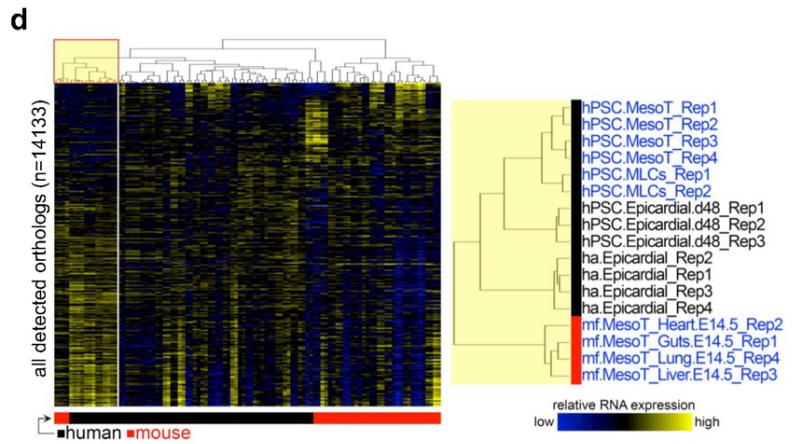 d
all detected orthologs (n=14133)
hPSC.MesoT_Rep1
hPSC.MesoT_Rep2
hPSC.MesoT_Rep3
hPSC.MesoT_Rep4
hPSC.MLCs_Rep1
hPSC.MLCs_Rep2
hPSC.Epicardial.d48_Rep1
hPSC.Epicardial.d48_Rep2
hPSC.Epicardial.d48_Rep3
ha.Epicardial_Rep2
ha.Epicardial_Rep1
ha.Epicardial_Rep3
ha.Epicardial_Rep4
mf.MesoT_Heart.E14.5_Rep2
mf.MesoT_Guts.E14.5_Rep1
mf.MesoT_Lung.E14.5_Rep4
mf.MesoT_Liver.E14.5_Rep3
relative RNA expression
low high
human mouse